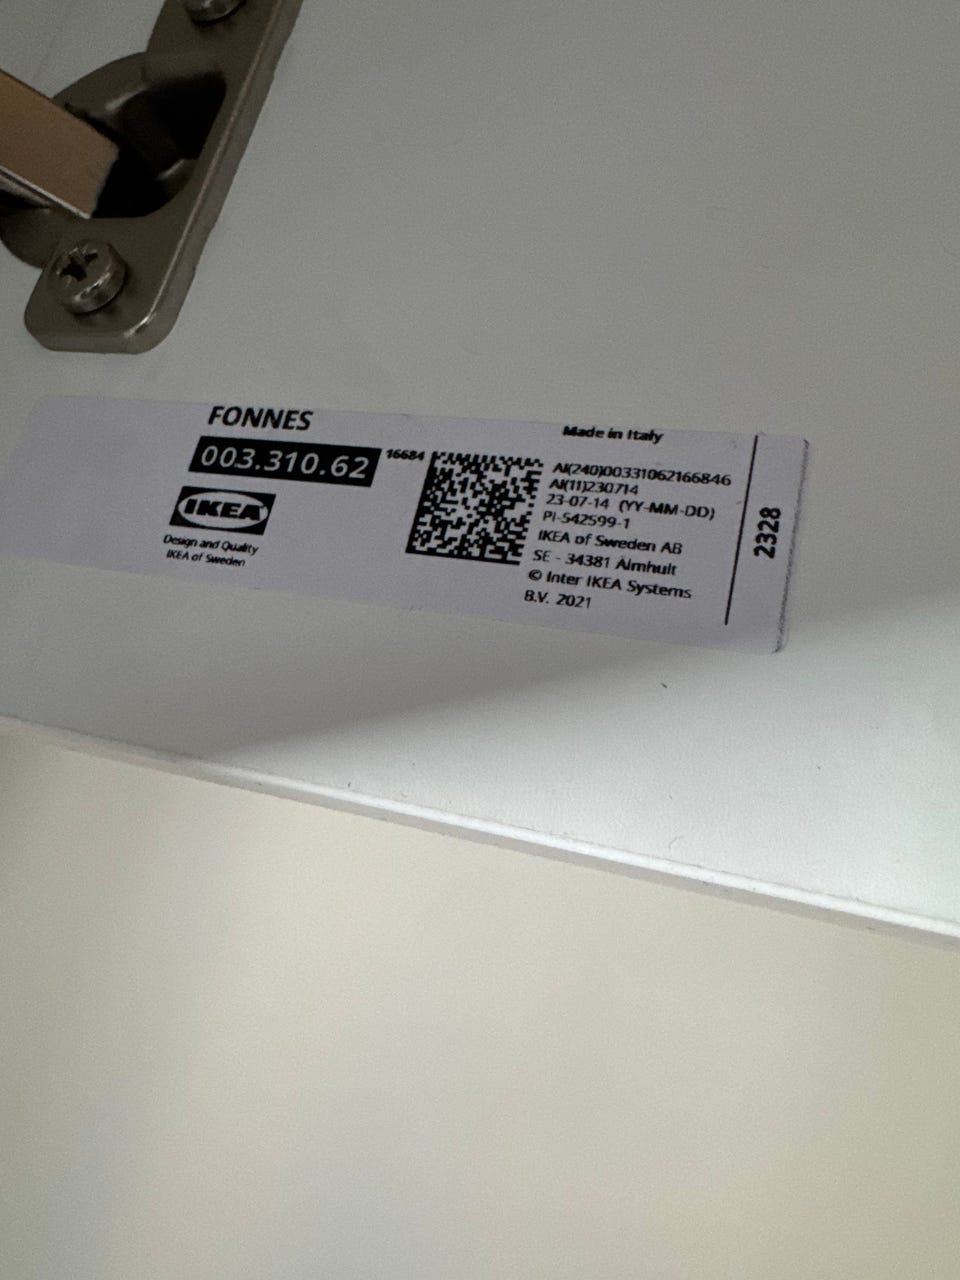 FONNES
003.310.62
16684
IKEA
Design and Quality
IKEA of Sweden
Made in Italy
AI(240)00331062166846
AI(11)230714
23-07-14 (YY-MM-DD)
PI-542599-1
IKEA of Sweden AB
SE - 34381 Älmhult
© Inter IKEA Systems
B.V. 2021
2328